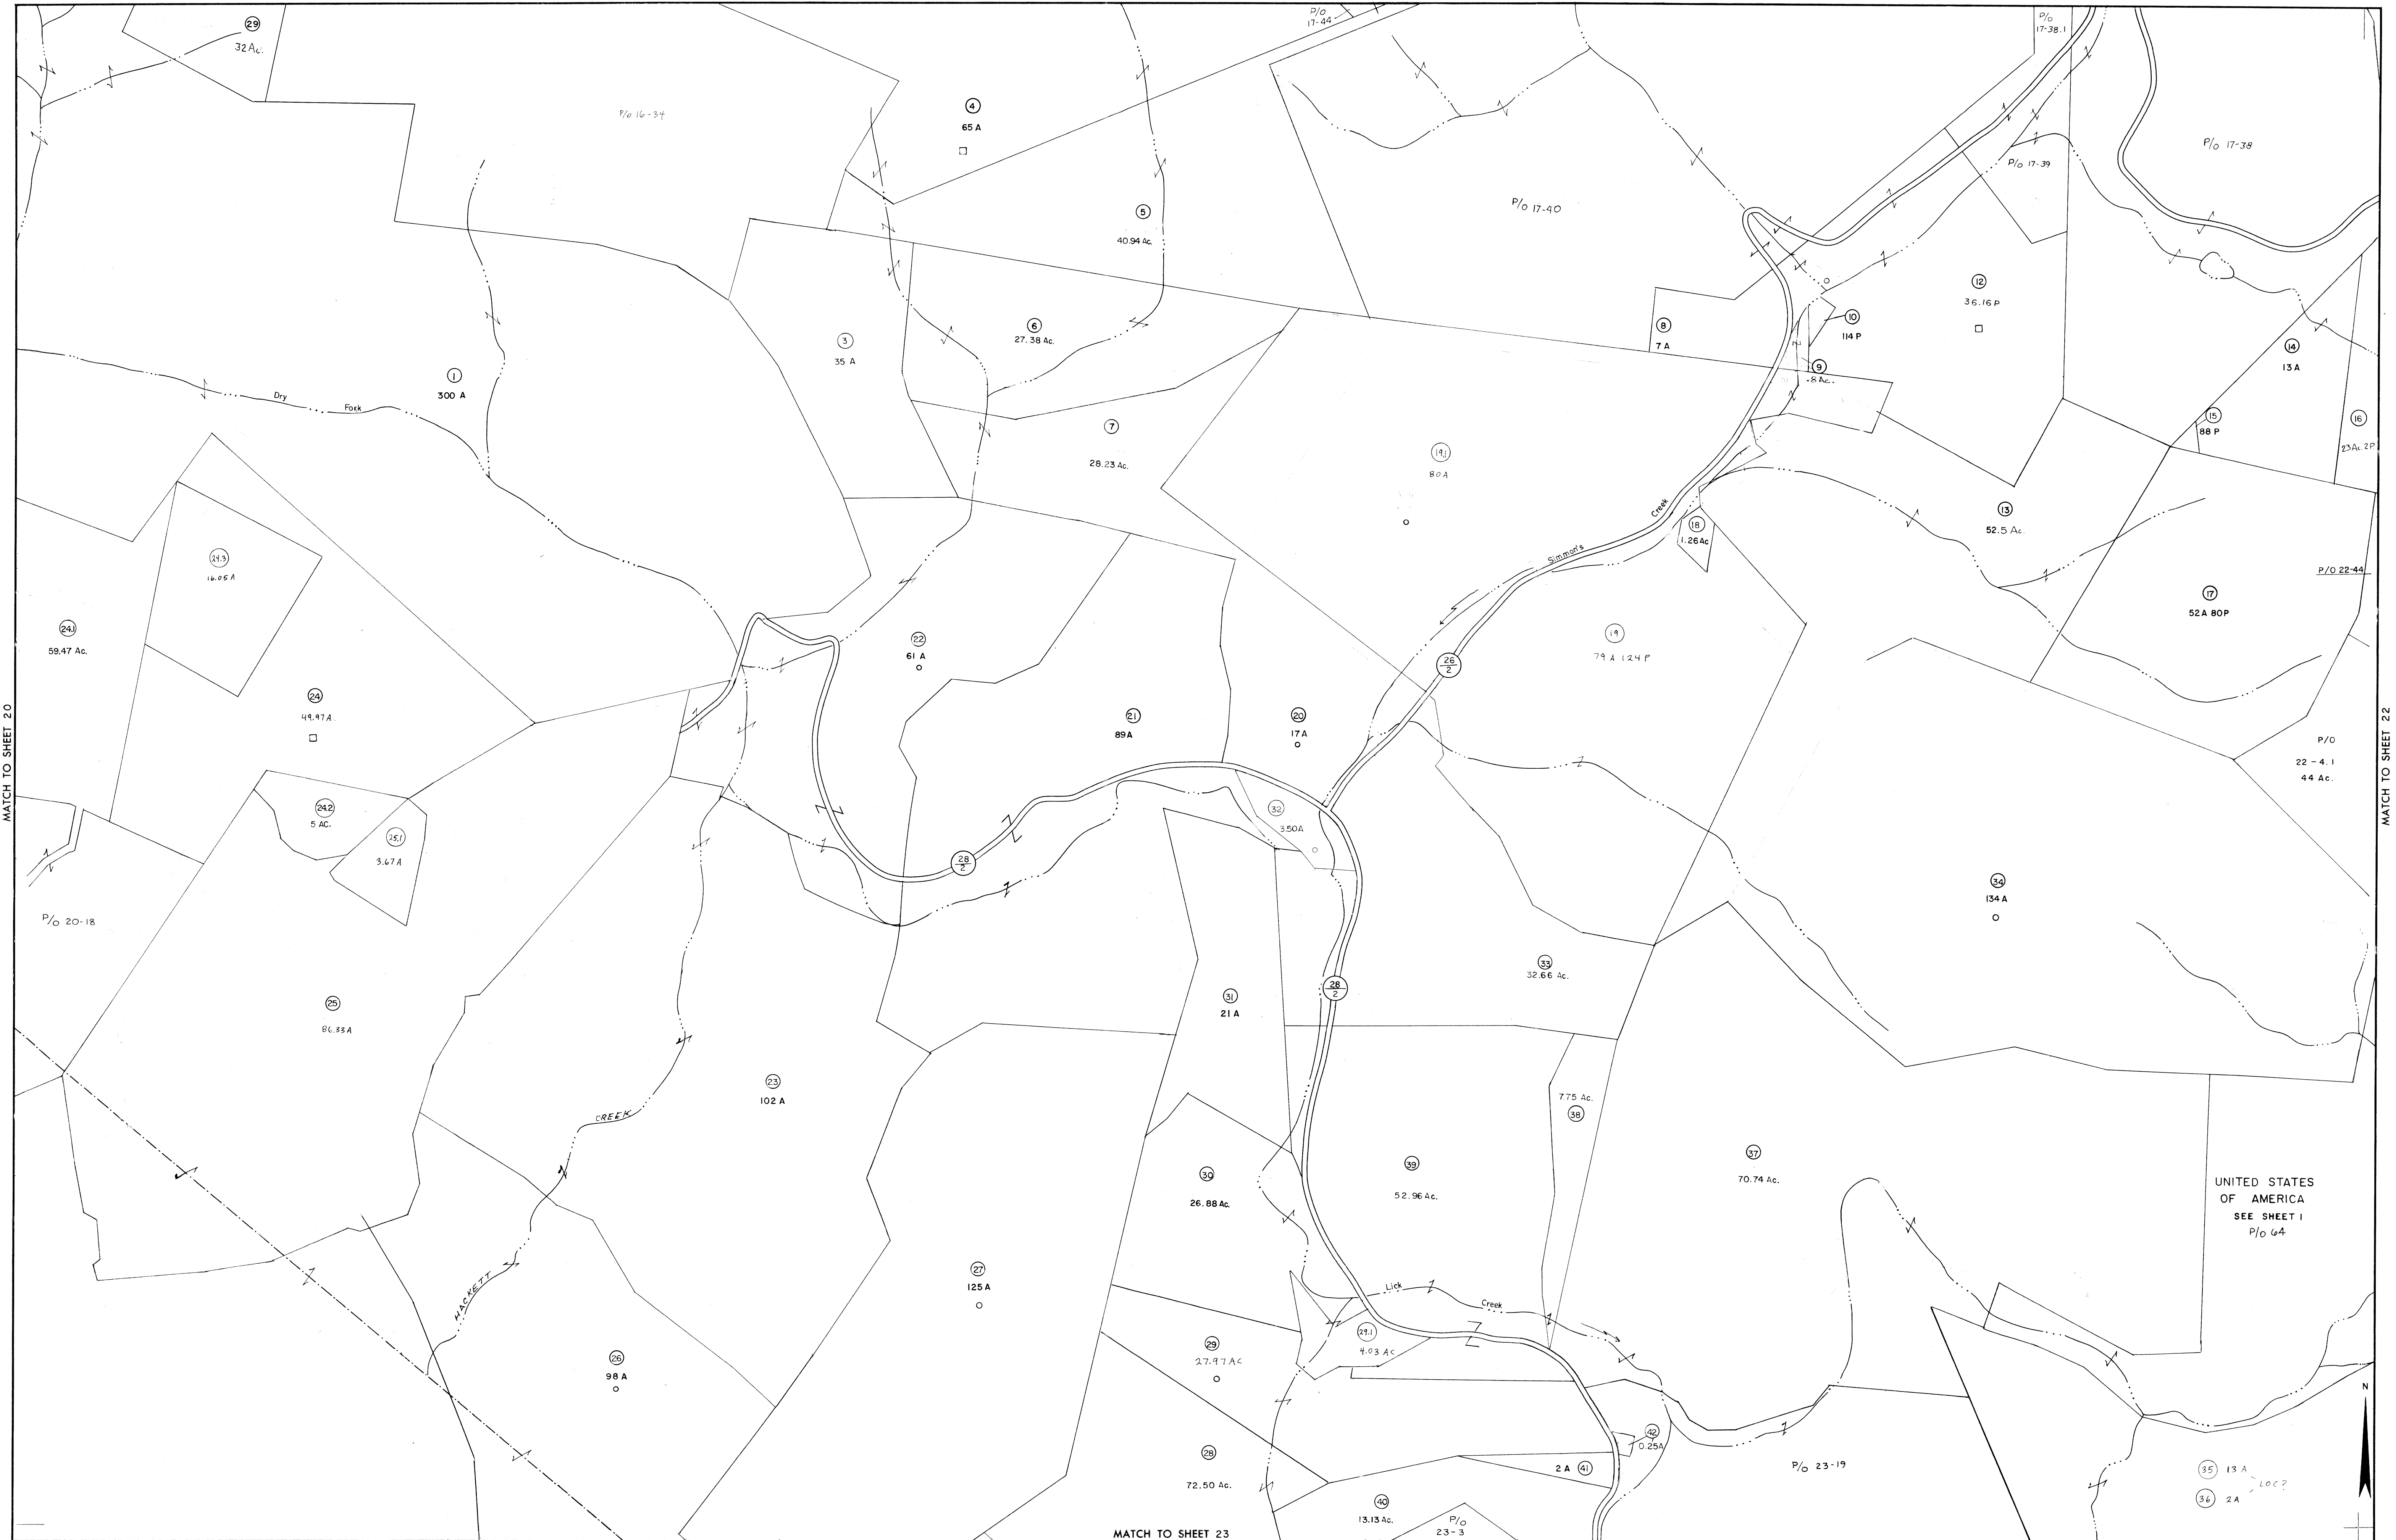 29
32 Ac.
P/O 16-34
4
65 A
P/O
17-44
P/O
17-38.1
P/O 17-38
P/O 17-39
P/O 17-40
5
40.94 Ac.
12
36.16 P
3
35 A
6
27.38 Ac.
8
7 A
10
114 P
9
.8 Ac.
14
13 A
1
300 A
Dry
Fork
7
28.23 Ac.
15
88 P
16
23 Ac. 2P
19.1
80 A
Simmon's
Creek
18
1.26 Ac
13
52.5 Ac.
P/O 22-44
24.3
16.05 A
17
52 A 80 P
24.1
59.47 Ac.
22
61 A
19
79 A 124 P
26
2
24
49.97 A.
21
89 A
20
17 A
P/O
22-4.1
44 Ac.
MATCH TO SHEET 20
MATCH TO SHEET 22
24.2
5 AC.
25.1
3.67 A
32
3.50 A
28
2
34
134 A
P/O 20-18
25
86.33 A
31
21 A
28
2
33
32.66 Ac.
23
102 A
7.75 Ac.
38
CREEK
HACKETT
30
26.88 Ac.
39
52.96 Ac.
37
70.74 Ac.
UNITED STATES
OF AMERICA
SEE SHEET 1
P/O 64
27
125 A
Lick
Creek
26
98 A
29
27.97 AC
29.1
4.03 AC
N
28
72.50 Ac.
42
0.25 A
2 A 41
P/O 23-19
35 13 A
LOC?
36 2 A
40
13.13 Ac.
P/O
23-3
MATCH TO SHEET 23